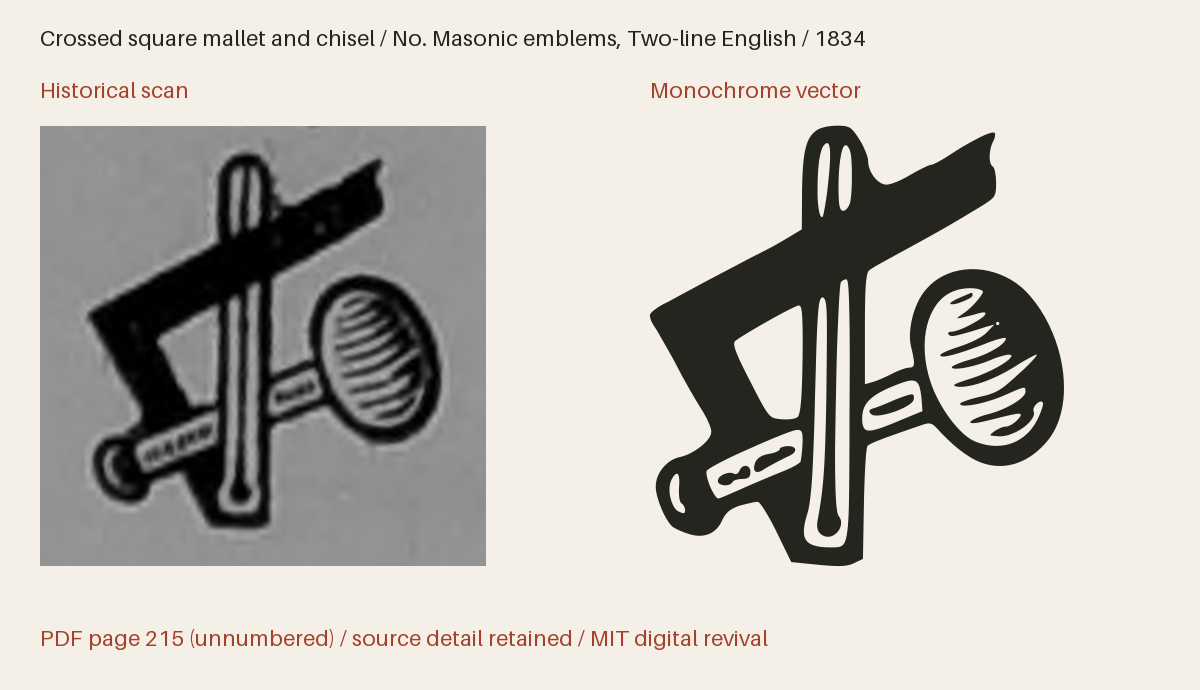 Crossed square mallet and chisel / No. Masonic emblems, Two-line English / 1834
Historical scan
Monochrome vector
PDF page 215 (unnumbered) / source detail retained / MIT digital revival